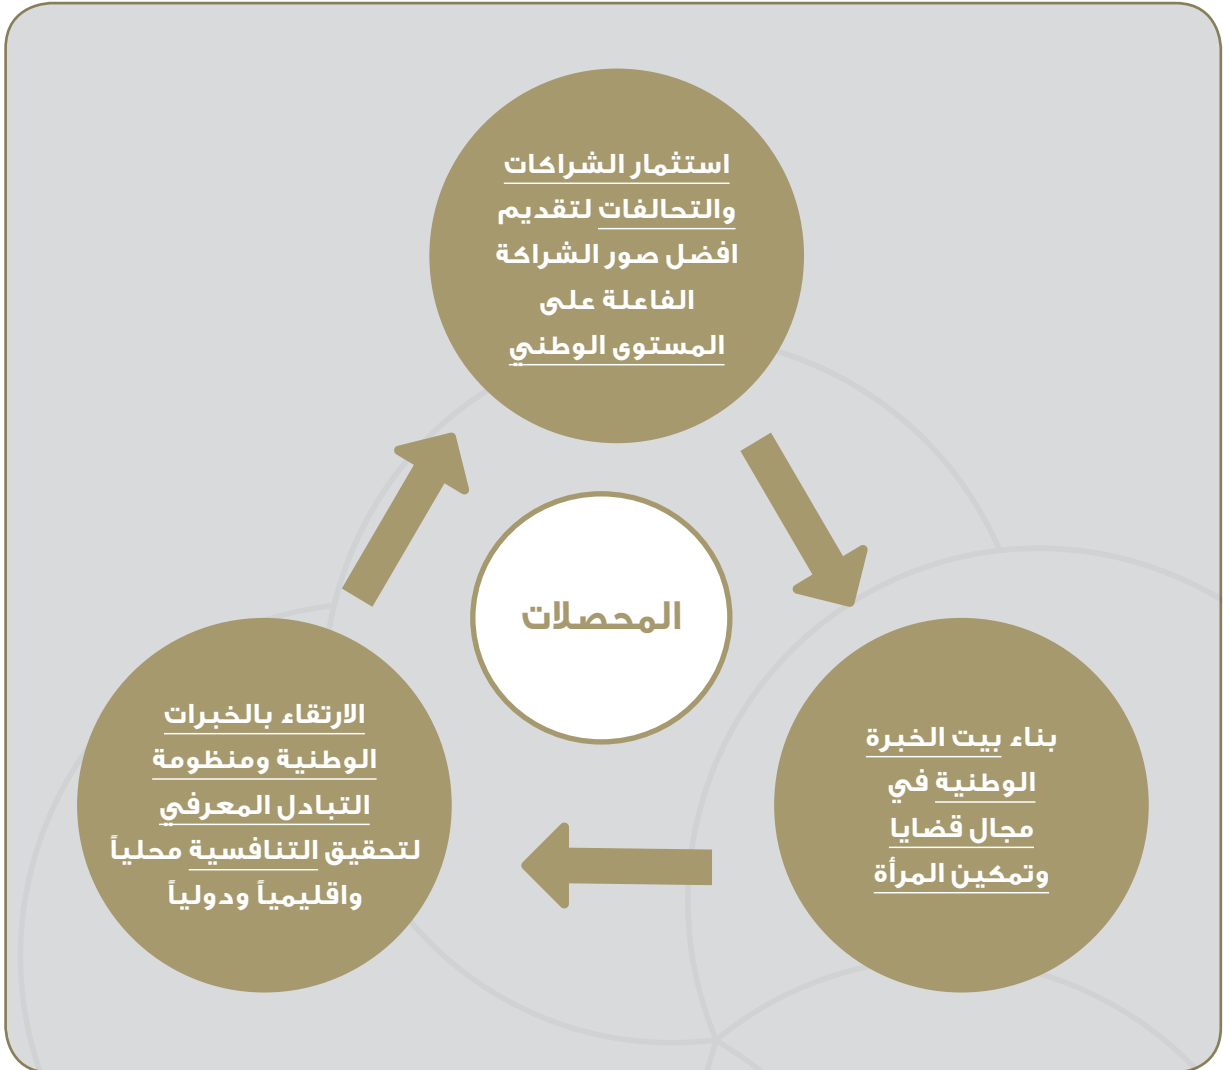 استثمار الشراكات
والتحالفات لتقديم
افضل صور الشراكة
الفاعلة على
المستوى الوطني
المحصلات
بناء بيت الخبرة
الوطنية في
مجال قضايا
وتمكين المرأة
الارتقاء بالخبرات
الوطنية ومنظومة
التبادل المعرفي
لتحقيق التنافسية محلياً
واقليمياً ودولياً